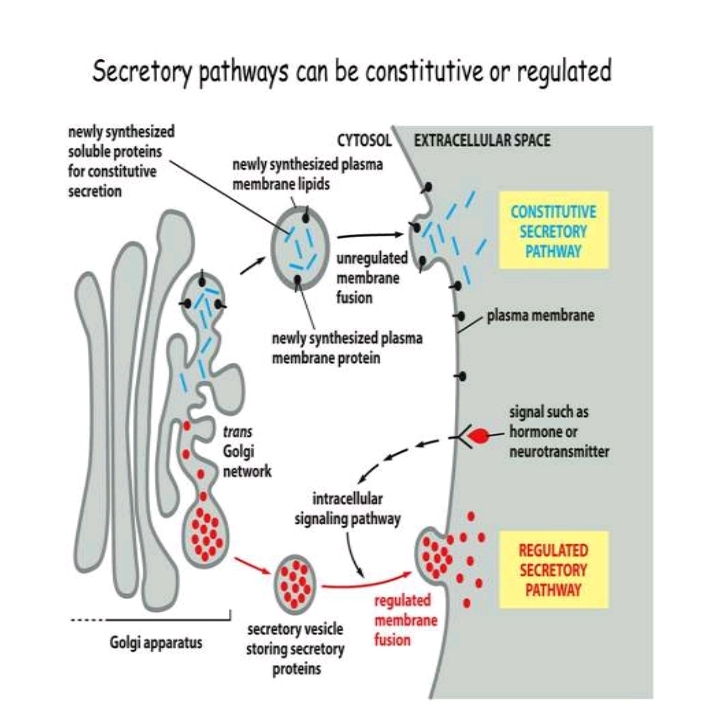 Secretory pathways can be constitutive or regulated
newly synthesized
soluble proteins
for constitutive
secretion
newly synthesized plasma
membrane lipids
CYTOSOL
EXTRACELLULAR SPACE
CONSTITUTIVE
SECRETORY
PATHWAY
unregulated
membrane
fusion
newly synthesized plasma
membrane protein
plasma membrane
signal such as
hormone or
neurotransmitter
trans
Golgi
network
intracellular
signaling pathway
REGULATED
SECRETORY
PATHWAY
regulated
membrane
fusion
secretory vesicle
storing secretory
proteins
Golgi apparatus